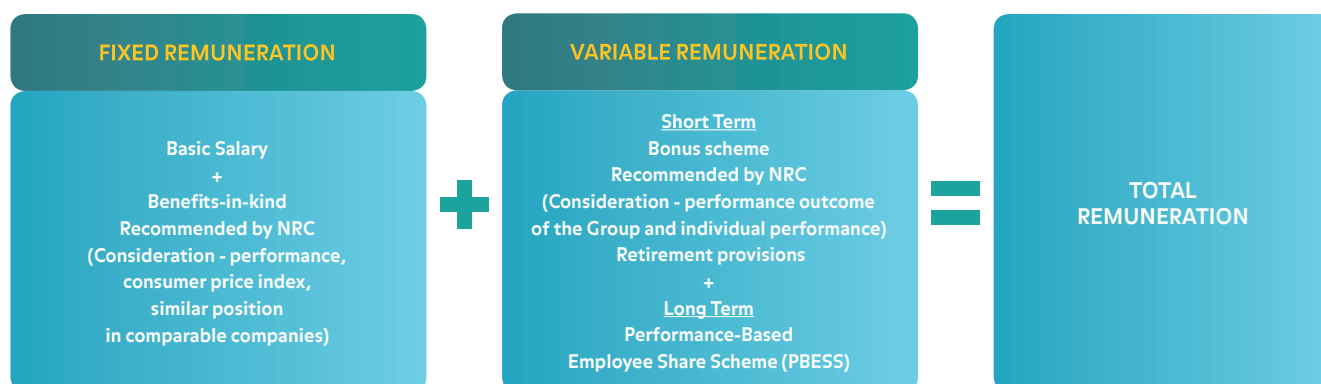 FIXED REMUNERATION
Basic Salary
+
Benefits-in-kind
Recommended by NRC
(Consideration - performance,
consumer price index,
similar position
in comparable companies)
+
VARIABLE REMUNERATION
Short Term
Bonus scheme
Recommended by NRC
(Consideration - performance outcome
of the Group and individual performance)
Retirement provisions
+
Long Term
Performance-Based
Employee Share Scheme (PBESS)
=
TOTAL
REMUNERATION